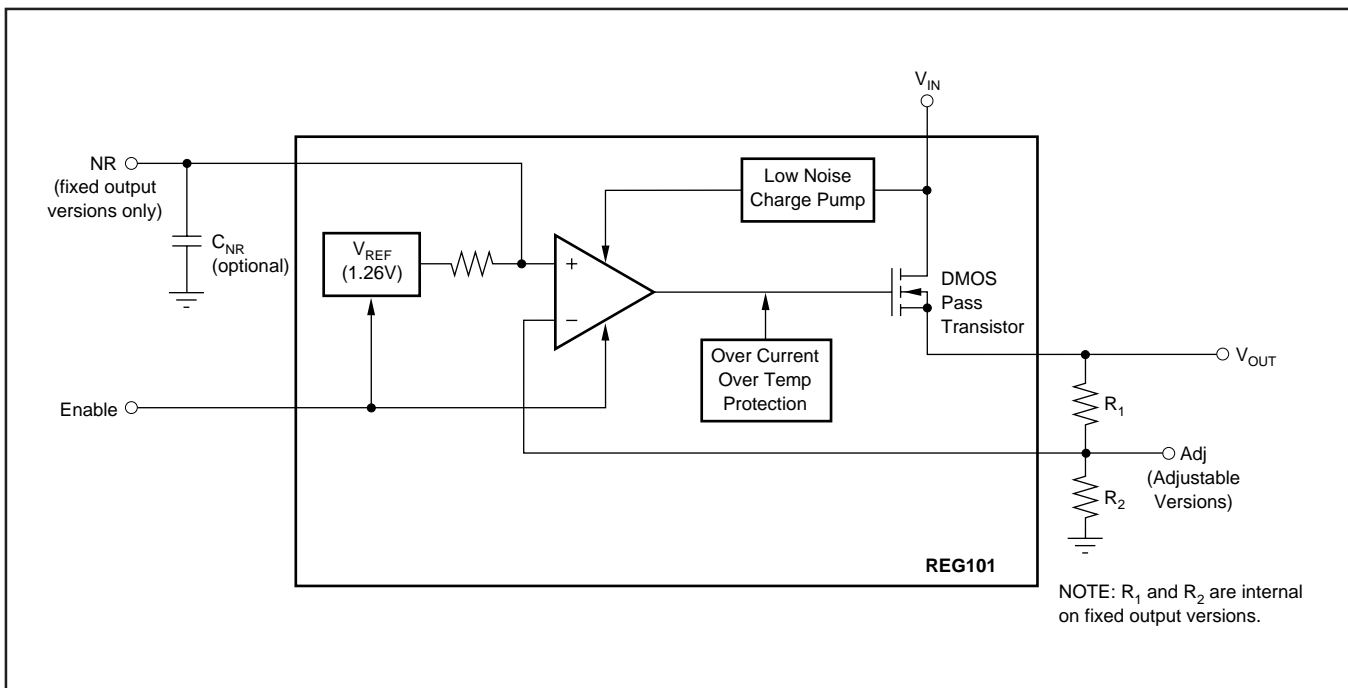 V_IN
NR
(fixed output
versions only)
C_NR
(optional)
Low Noise
Charge Pump
V_REF
(1.26V)
+
–
DMOS
Pass
Transistor
Over Current
Over Temp
Protection
V_OUT
Enable
R_1
Adj
(Adjustable
Versions)
R_2
REG101
NOTE: R_1 and R_2 are internal
on fixed output versions.